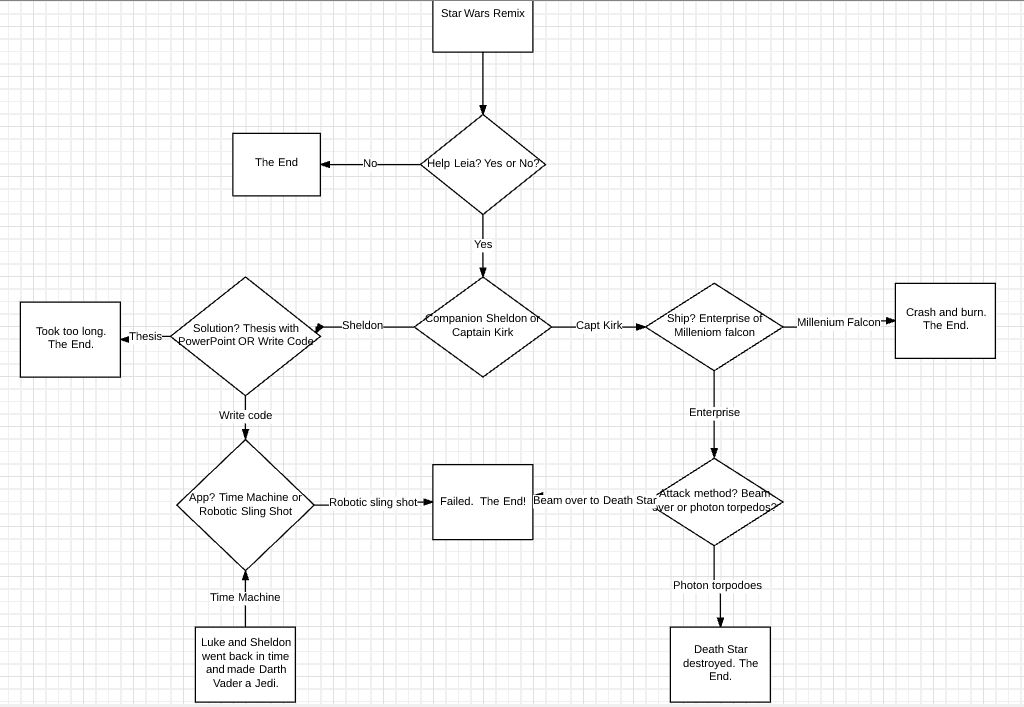 Star Wars Remix
The End
No
Help Leia? Yes or No?
Yes
Took too long.
The End.
Thesis
Solution? Thesis with
PowerPoint OR Write Code
Sheldon
Companion Sheldon or
Captain Kirk
Capt Kirk
Ship? Enterprise of
Milleniom falcon
Millenium Falcon
Crash and burn.
The End.
Write code
Enterprise
App? Time Machine or
Robotic Sling Shot
Robotic sling shot
Failed. The End!
Beam over to Death Star
Attack method? Beam
over or photon torpedos?
Time Machine
Photon torpodoes
Luke and Sheldon
went back in time
and made Darth
Vader a Jedi.
Death Star
destroyed. The
End.